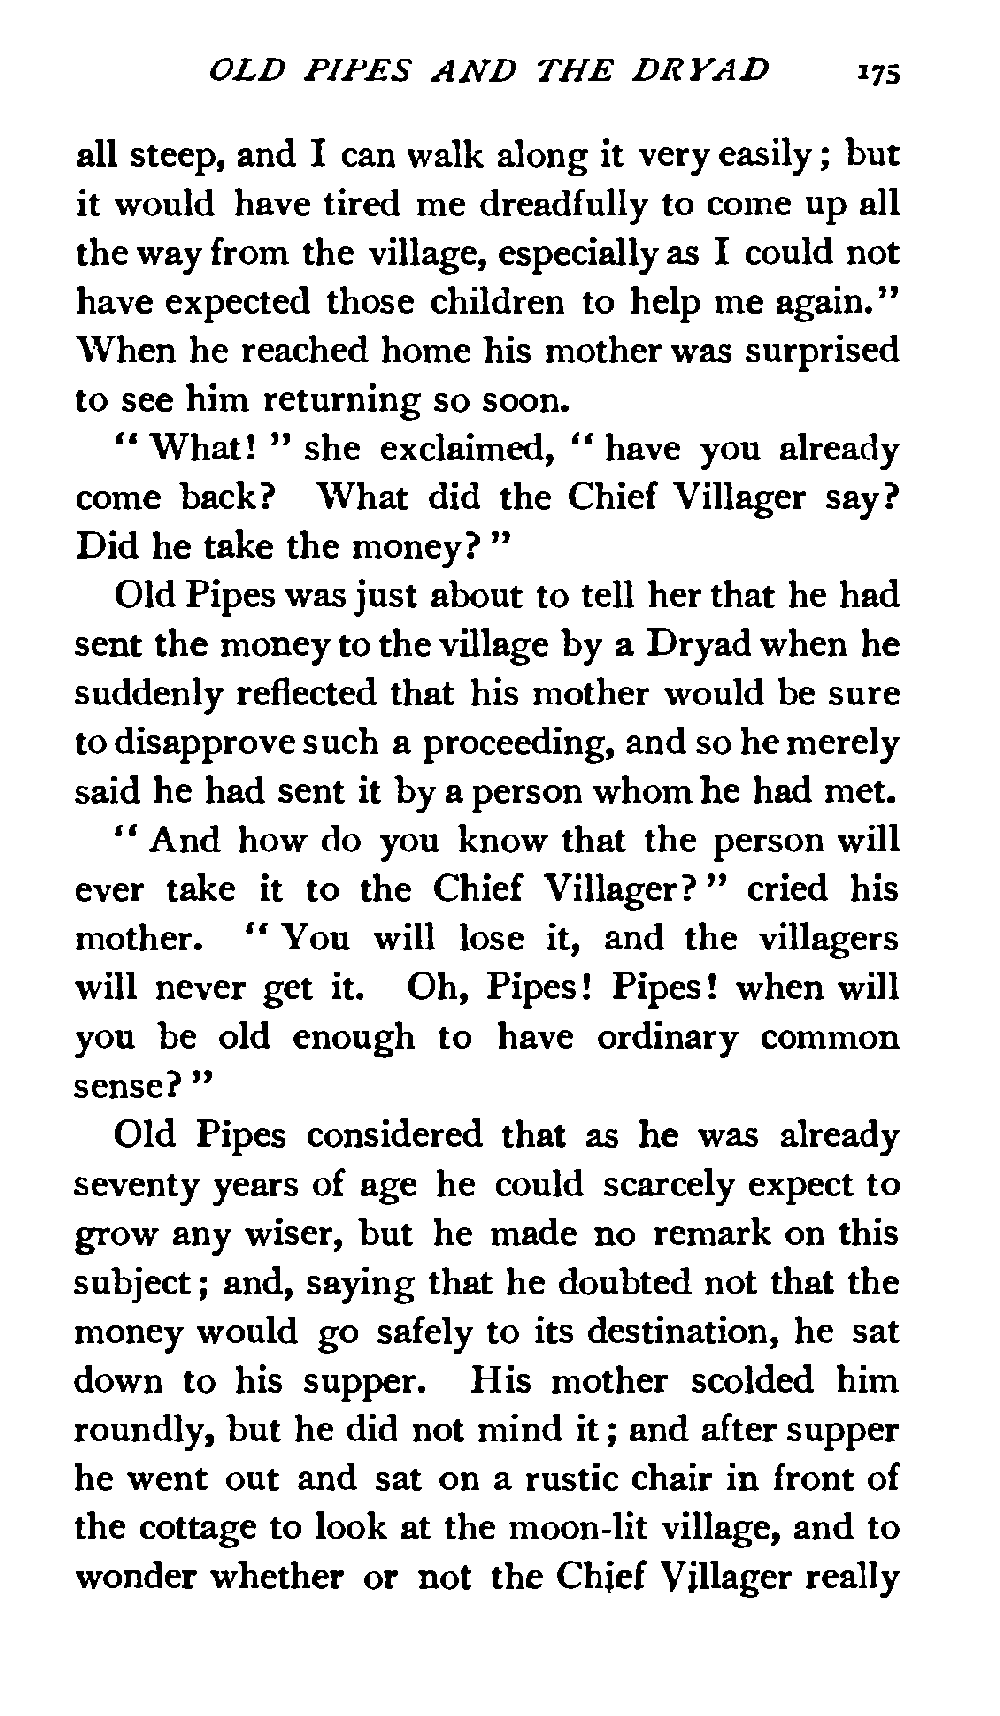 OLD PIPES AND THE DRYAD 175
all steep, and I can walk along it very easily; but
it would have tired me dreadfully to come up all
the way from the village, especially as I could not
have expected those children to help me again."
When he reached home his mother was surprised
to see him returning so soon.
"What!" she exclaimed, "have you already
come back? What did the Chief Villager say?
Did he take the money?"
Old Pipes was just about to tell her that he had
sent the money to the village by a Dryad when he
suddenly reflected that his mother would be sure
to disapprove such a proceeding, and so he merely
said he had sent it by a person whom he had met.
"And how do you know that the person will
ever take it to the Chief Villager?" cried his
mother. "You will lose it, and the villagers
will never get it. Oh, Pipes! Pipes! when will
you be old enough to have ordinary common
sense?"
Old Pipes considered that as he was already
seventy years of age he could scarcely expect to
grow any wiser, but he made no remark on this
subject; and, saying that he doubted not that the
money would go safely to its destination, he sat
down to his supper. His mother scolded him
roundly, but he did not mind it; and after supper
he went out and sat on a rustic chair in front of
the cottage to look at the moon-lit village, and to
wonder whether or not the Chief Villager really